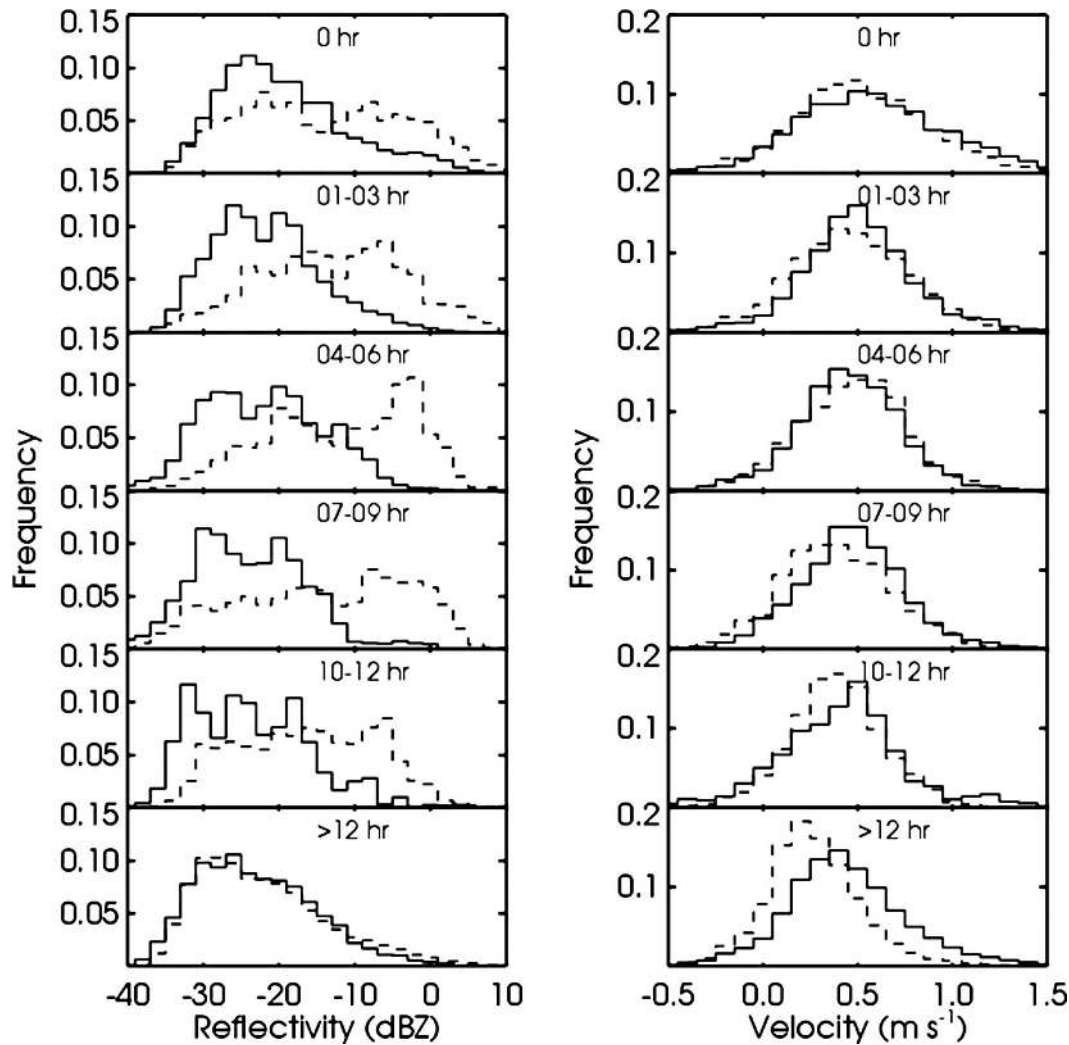 0.15
0 hr
0.10
0.05
0.15
01-03 hr
0.10
0.05
0.15
04-06 hr
0.10
0.05
0.15
07-09 hr
0.10
0.05
0.15
10-12 hr
0.10
0.05
0.15
>12 hr
0.10
0.05
Frequency
-40 -30 -20 -10 0 10
Reflectivity (dBZ)
0.2
0 hr
0.1
0.2
01-03 hr
0.1
0.2
04-06 hr
0.1
0.2
07-09 hr
0.1
0.2
10-12 hr
0.1
0.2
>12 hr
0.1
Frequency
-0.5 0.0 0.5 1.0 1.5
Velocity (m s⁻¹)